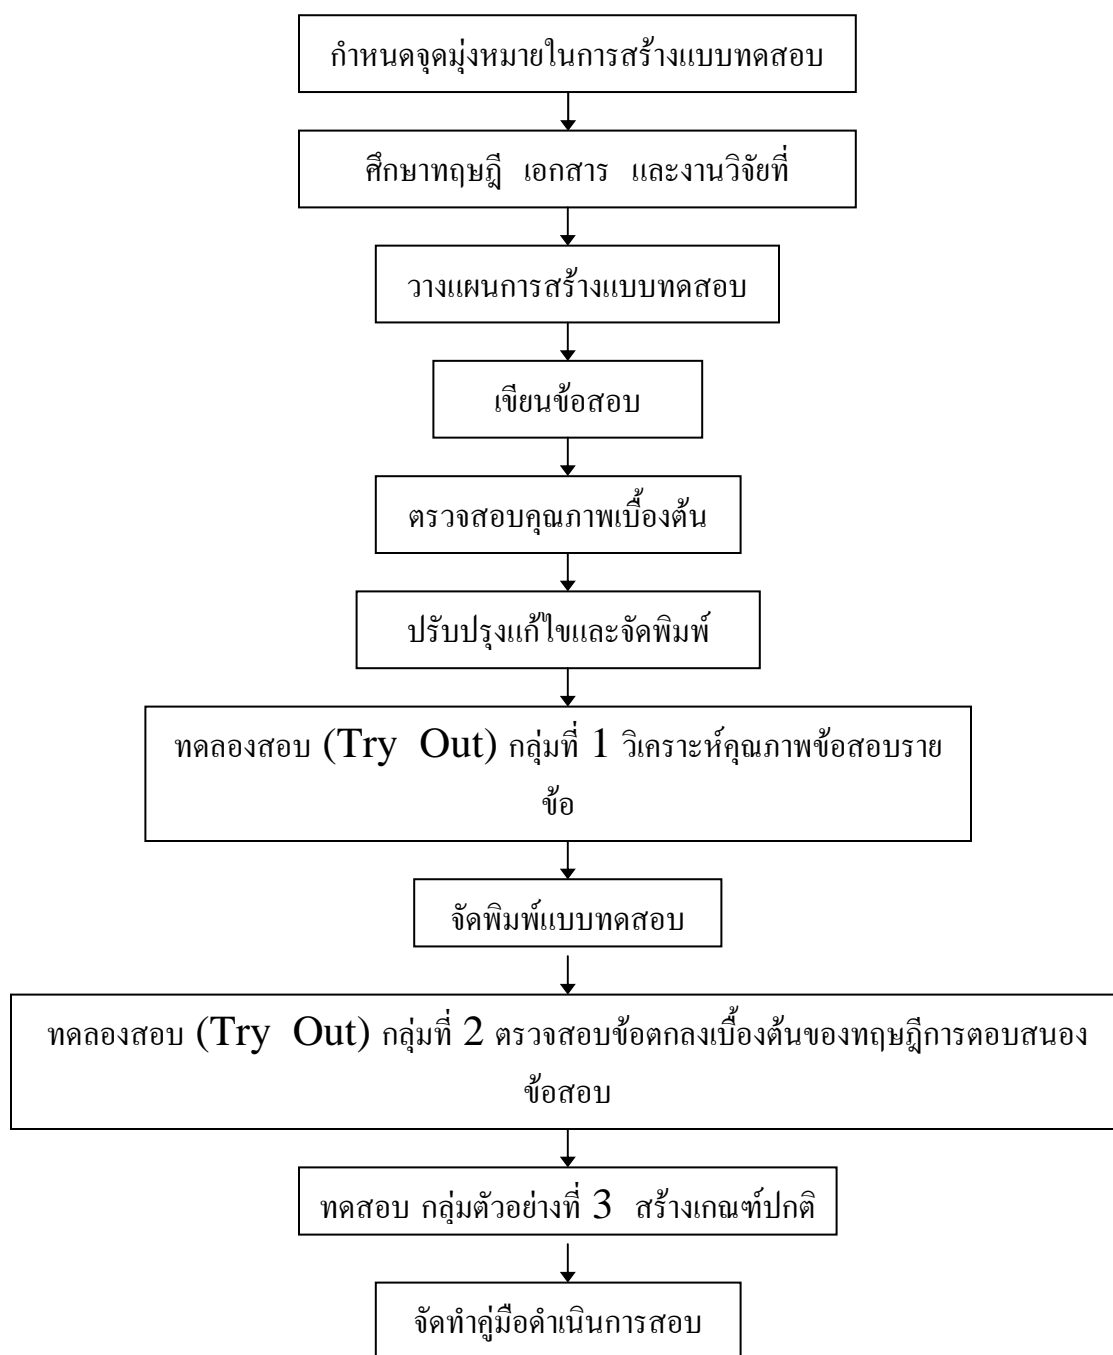 กำหนดจุดมุ่งหมายในการสร้างแบบทดสอบ
ศึกษาทฤษฎี เอกสาร และงานวิจัยที่
วางแผนการสร้างแบบทดสอบ
เขียนข้อสอบ
ตรวจสอบคุณภาพเบื้องต้น
ปรับปรุงแก้ไขและจัดพิมพ์
ทดลองสอบ (Try Out) กลุ่มที่ 1 วิเคราะห์คุณภาพข้อสอบราย
ข้อ
จัดพิมพ์แบบทดสอบ
ทดลองสอบ (Try Out) กลุ่มที่ 2 ตรวจสอบข้อตกลงเบื้องต้นของทฤษฎีการตอบสนอง
ข้อสอบ
ทดสอบ กลุ่มตัวอย่างที่ 3 สร้างเกณฑ์ปกติ
จัดทำคู่มือดำเนินการสอบ